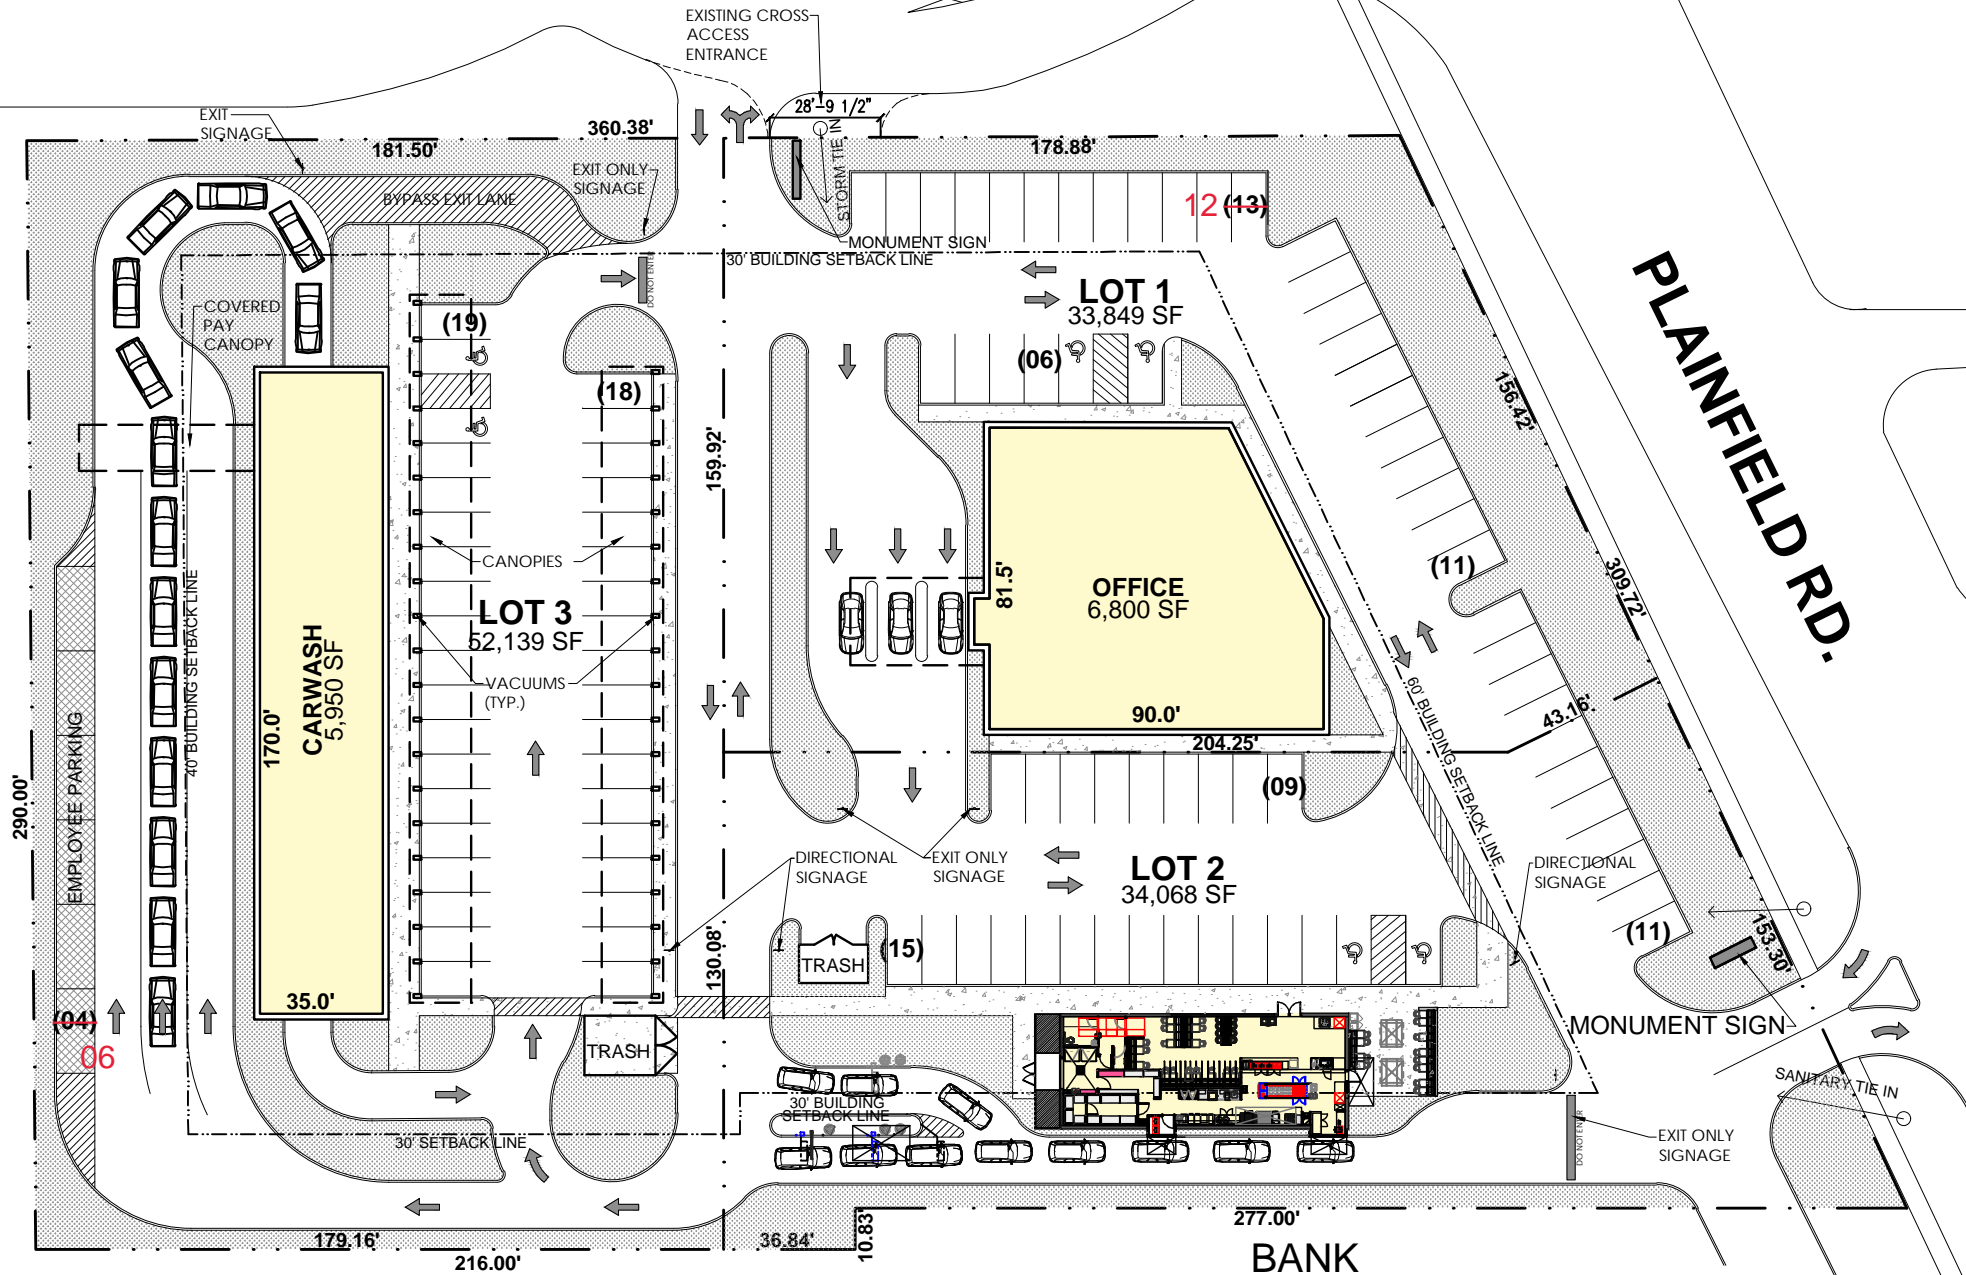 EXISTING CROSS
ACCESS
ENTRANCE
28'-9 1/2"
EXIT
SIGNAGE
360.38'
181.50'
178.88'
EXIT ONLY
SIGNAGE
BYPASS EXIT LANE
STORM TIE IN
12 (13)
MONUMENT SIGN
30' BUILDING SETBACK LINE
DO NOT ENTER
LOT 1
33,849 SF
COVERED
PAY
CANOPY
(19)
(18)
(06)
PLAINFIELD RD.
156.42'
309.72'
159.92'
CANOPIES
LOT 3
52,139 SF
VACUUMS
(TYP.)
CARWASH
5,950 SF
170.0'
35.0'
40' BUILDING SETBACK LINE
EMPLOYEE PARKING
290.00'
OFFICE
6,800 SF
81.5'
90.0'
204.25'
(11)
60' BUILDING SETBACK LINE
43.16'
(09)
DIRECTIONAL
SIGNAGE
EXIT ONLY
SIGNAGE
LOT 2
34,068 SF
DIRECTIONAL
SIGNAGE
(11)
153.30'
130.08'
TRASH
(15)
(04)
06
TRASH
MONUMENT SIGN
SANITARY TIE IN
30' BUILDING
SETBACK LINE
30' SETBACK LINE
DO NOT ENTER
EXIT ONLY
SIGNAGE
179.16'
216.00'
36.84'
10.83'
277.00'
BANK